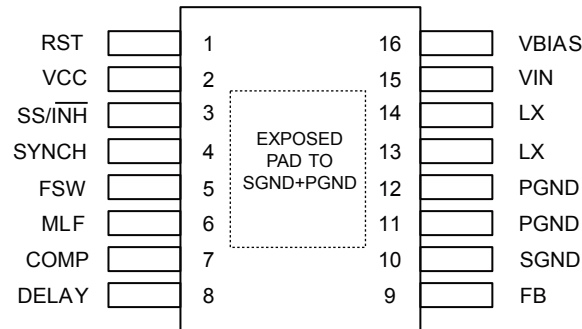 RST 1 16 VBIAS
VCC 2 15 VIN
SS/INH 3 14 LX
SYNCH 4 13 LX
FSW 5 12 PGND
MLF 6 11 PGND
COMP 7 10 SGND
DELAY 8 9 FB
EXPOSED
PAD TO
SGND+PGND